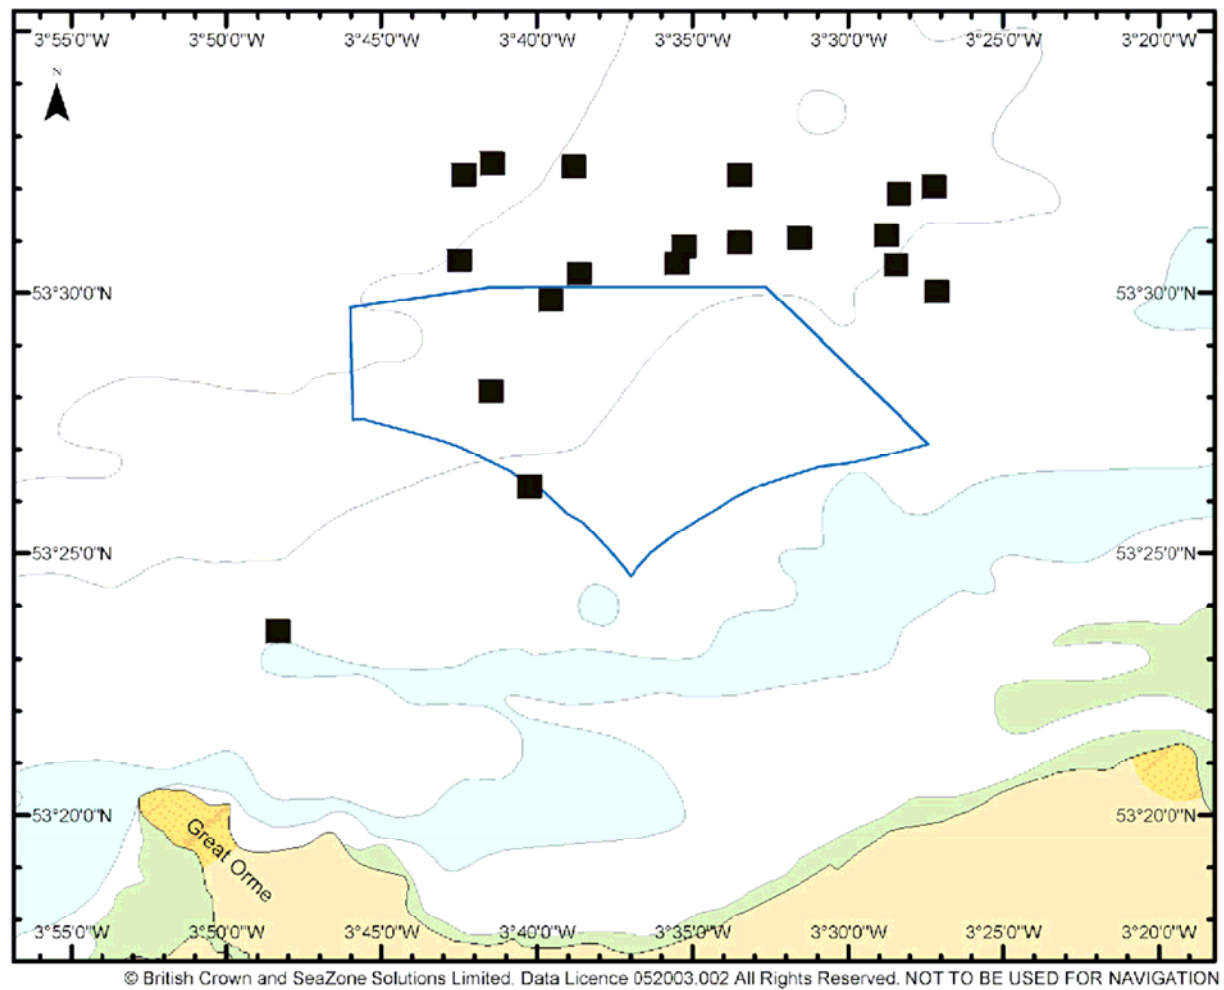 3°55'0"W 3°50'0"W 3°45'0"W 3°40'0"W 3°35'0"W 3°30'0"W 3°25'0"W 3°20'0"W
N
53°30'0"N 53°30'0"N
53°25'0"N 53°25'0"N
53°20'0"N 53°20'0"N
Great Orme
3°55'0"W 3°50'0"W 3°45'0"W 3°40'0"W 3°35'0"W 3°30'0"W 3°25'0"W 3°20'0"W
© British Crown and SeaZone Solutions Limited. Data Licence 052003.002 All Rights Reserved. NOT TO BE USED FOR NAVIGATION